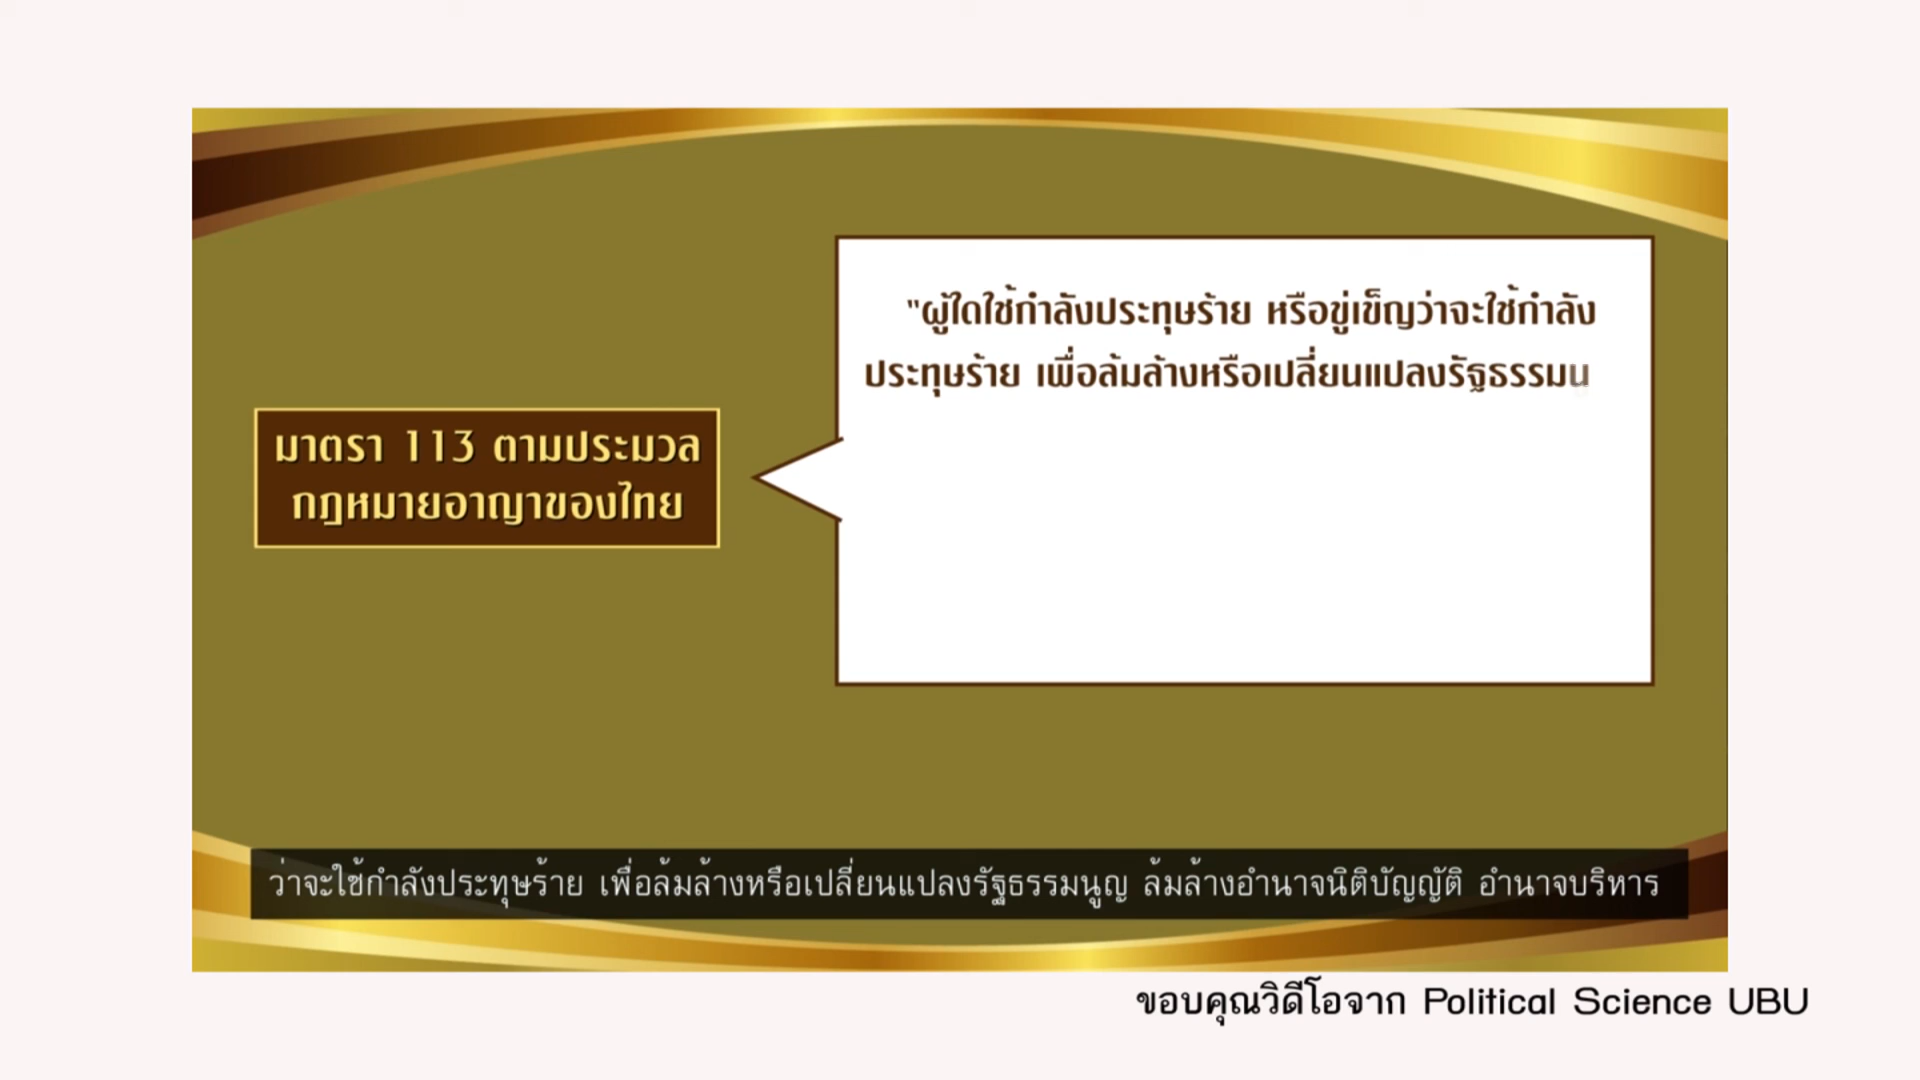 มาตรา 113 ตามประมวล
กฎหมายอาญาของไทย
"ผู้ใดใช้กำลังประทุษร้าย หรือขู่เข็ญว่าจะใช้กำลัง
ประทุษร้าย เพื่อล้มล้างหรือเปลี่ยนแปลงรัฐธรรมนู
ว่าจะใช้กำลังประทุษร้าย เพื่อล้มล้างหรือเปลี่ยนแปลงรัฐธรรมนูญ ล้มล้างอำนาจนิติบัญญัติ อำนาจบริหาร
ขอบคุณวิดีโอจาก Political Science UBU